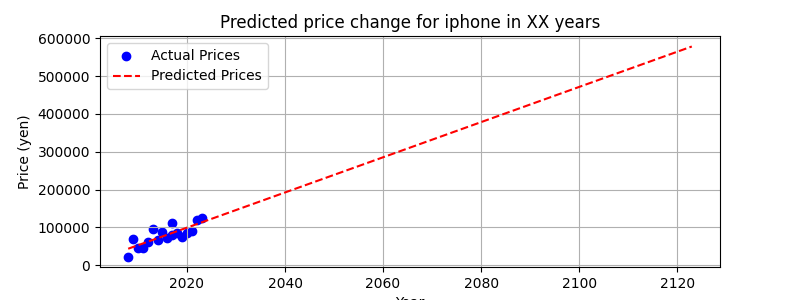 Predicted price change for iphone in XX years
600000
500000
400000
300000
200000
100000
0
Price (yen)
Actual Prices
Predicted Prices
2020 2040 2060 2080 2100 2120